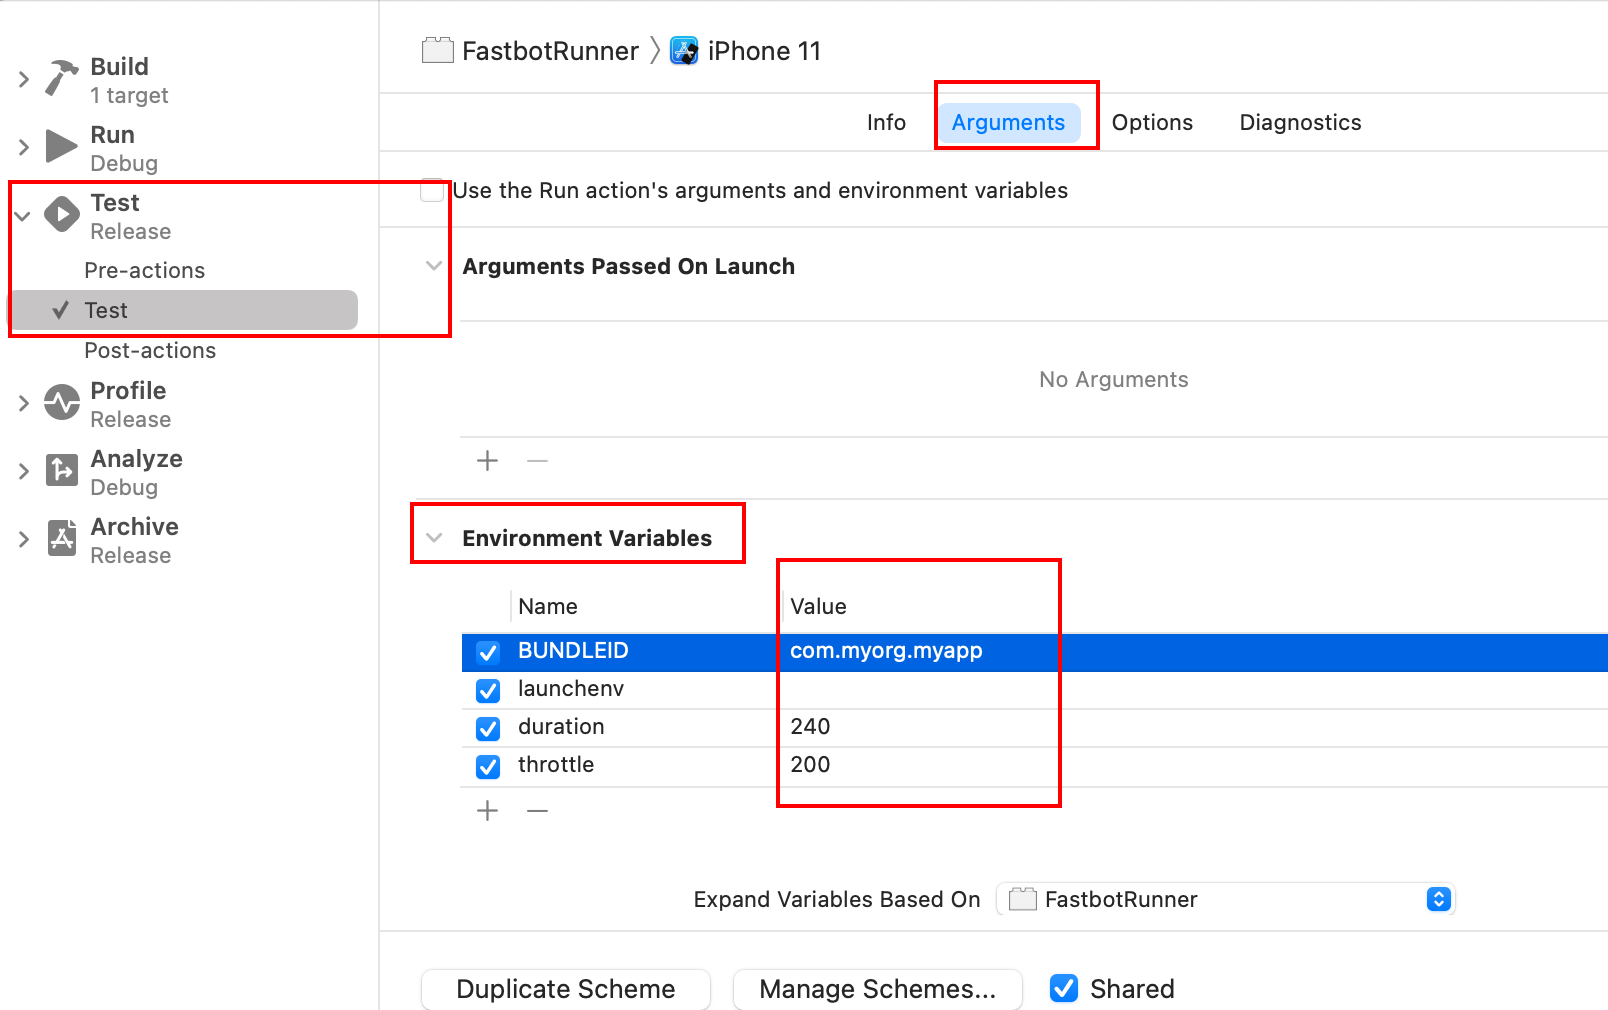 Build
1 target
Run
Debug
Test
Release
Pre-actions
Test
Post-actions
Profile
Release
Analyze
Debug
Archive
Release
FastbotRunner iPhone 11
Info Arguments Options Diagnostics
Use the Run action's arguments and environment variables
Arguments Passed On Launch
No Arguments
Environment Variables
Name Value
BUNDLEID com.myorg.myapp
launchenv
duration 240
throttle 200
Expand Variables Based On FastbotRunner
Duplicate Scheme Manage Schemes... Shared